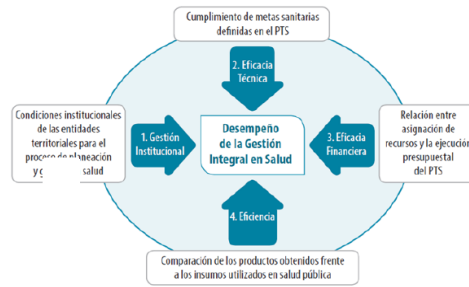 Cumplimiento de metas sanitarias
definidas en el PTS
2. Eficacia
Técnica
Condiciones institucionales
de las entidades
territoriales para el
proceso de planeación
y g salud
1. Gestión
Institucional
Desempeño
de la Gestión
Integral en Salud
3. Eficacia
Financiera
Relación entre
asignación de
recursos y la ejecución
presupuestal
del PTS
4. Eficiencia
Comparación de los productos obtenidos frente
a los insumos utilizados en salud pública